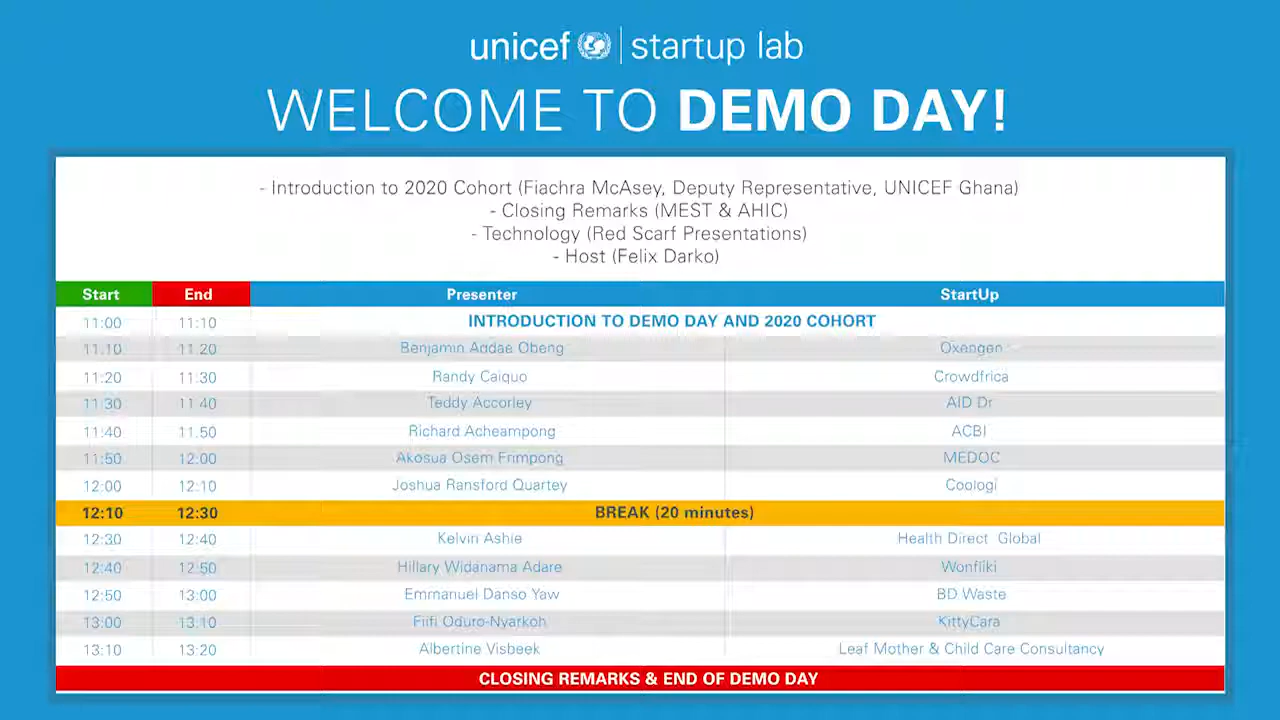 unicef | startup lab
WELCOME TO DEMO DAY!
- Introduction to 2020 Cohort (Fiachra McAsey, Deputy Representative, UNICEF Ghana)
- Closing Remarks (MEST & AHIC)
- Technology (Red Scarf Presentations)
- Host (Felix Darko)
Start End Presenter StartUp
11:00 11:10 INTRODUCTION TO DEMO DAY AND 2020 COHORT
11:10 11:20 Benjamin Addae Obeng Oxengen
11:20 11:30 Randy Caiquo Crowdfrica
11:30 11:40 Teddy Accorley AID Dr
11:40 11:50 Richard Acheampong ACBI
11:50 12:00 Akosua Osem Frimpong MEDOC
12:00 12:10 Joshua Ransford Quartey Coologi
12:10 12:30 BREAK (20 minutes)
12:30 12:40 Kelvin Ashie Health Direct Global
12:40 12:50 Hillary Widanama Adare Wonfliki
12:50 13:00 Emmanuel Danso Yaw BD Waste
13:00 13:10 Fiifi Oduro-Nyarkoh KittyCara
13:10 13:20 Albertine Visbeek Leaf Mother & Child Care Consultancy
CLOSING REMARKS & END OF DEMO DAY